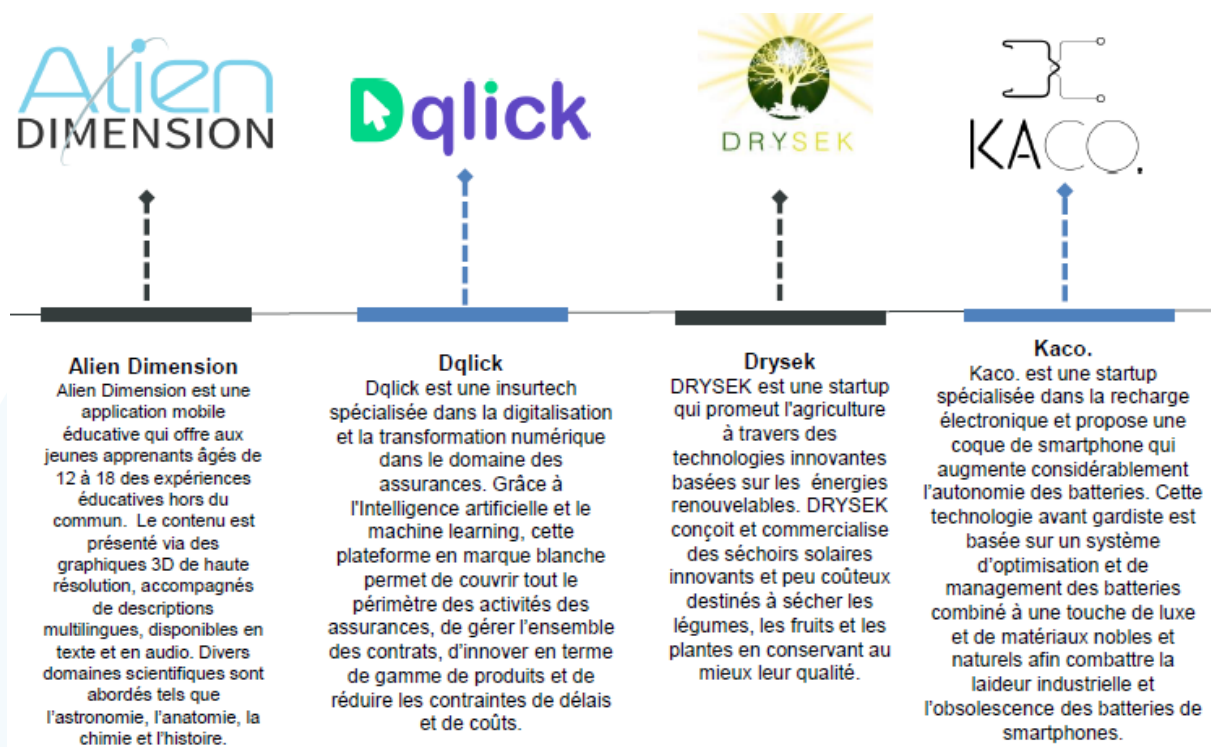 Alien
DIMENSION
Dqlick
DRYSEK
KACO.
Alien Dimension
Alien Dimension est une
application mobile
éducative qui offre aux
jeunes apprenants âgés de
12 à 18 des expériences
éducatives hors du
commun. Le contenu est
présenté via des
graphiques 3D de haute
résolution, accompagnés
de descriptions
multilingues, disponibles en
texte et en audio. Divers
domaines scientifiques sont
abordés tels que
l'astronomie, l'anatomie, la
chimie et l'histoire.
Dqlick
Dqlick est une insurtech
spécialisée dans la digitalisation
et la transformation numérique
dans le domaine des
assurances. Grâce à
l'Intelligence artificielle et le
machine learning, cette
plateforme en marque blanche
permet de couvrir tout le
périmètre des activités des
assurances, de gérer l'ensemble
des contrats, d'innover en terme
de gamme de produits et de
réduire les contraintes de délais
et de coûts.
Drysek
DRYSEK est une startup
qui promeut l'agriculture
à travers des
technologies innovantes
basées sur les énergies
renouvelables. DRYSEK
conçoit et commercialise
des séchoirs solaires
innovants et peu coûteux
destinés à sécher les
légumes, les fruits et les
plantes en conservant au
mieux leur qualité.
Kaco.
Kaco. est une startup
spécialisée dans la recharge
électronique et propose une
coque de smartphone qui
augmente considérablement
l'autonomie des batteries. Cette
technologie avant gardiste est
basée sur un système
d'optimisation et de
management des batteries
combiné à une touche de luxe
et de matériaux nobles et
naturels afin combattre la
laideur industrielle et
l'obsolescence des batteries de
smartphones.